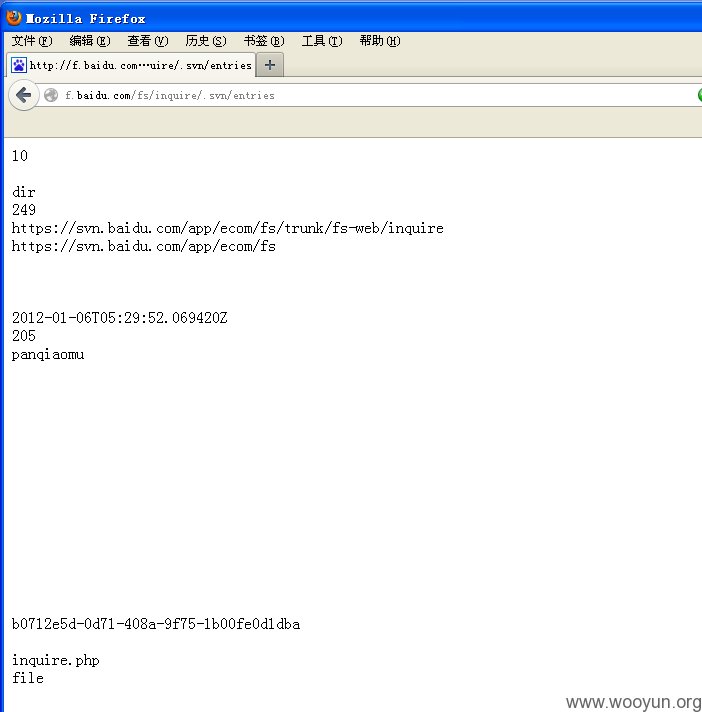 Mozilla Firefox
文件(F) 编辑(E) 查看(V) 历史(S) 书签(B) 工具(T) 帮助(H)
http://f.baidu.com…uire/.svn/entries
f.baidu.com/fs/inquire/.svn/entries
10
dir
249
https://svn.baidu.com/app/ecom/fs/trunk/fs-web/inquire
https://svn.baidu.com/app/ecom/fs
2012-01-06T05:29:52.069420Z
205
panqiaomu
b0712e5d-0d71-408a-9f75-1b00fe0d1dba
inquire.php
file
www.wooyun.org